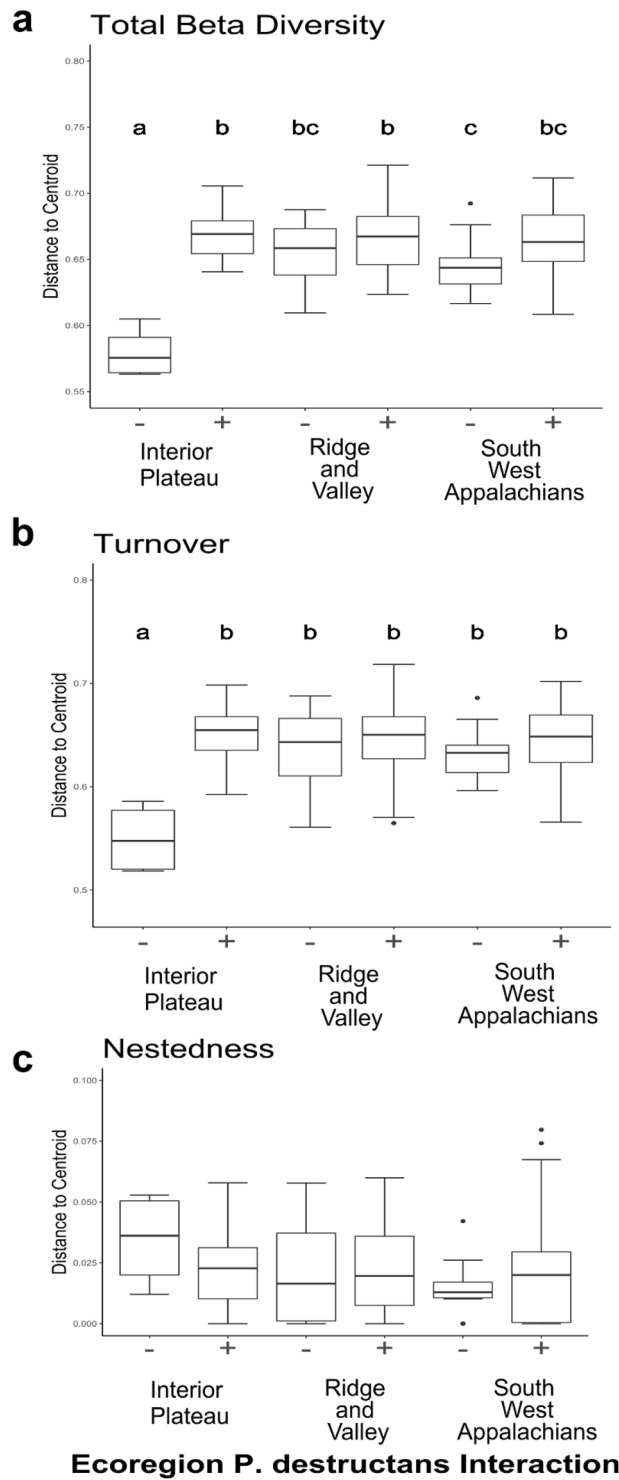 a
Total Beta Diversity
0.80
0.75
0.70
0.65
0.60
0.55
Distance to Centroid
a b bc b c bc
- + - + - +
Interior
Plateau
Ridge
and
Valley
South
West
Appalachians
b
Turnover
0.8
0.7
0.6
0.5
Distance to Centroid
a b b b b b
- + - + - +
Interior
Plateau
Ridge
and
Valley
South
West
Appalachians
c
Nestedness
0.100
0.075
0.050
0.025
0.000
Distance to Centroid
- + - + - +
Interior
Plateau
Ridge
and
Valley
South
West
Appalachians
Ecoregion P. destructans Interaction